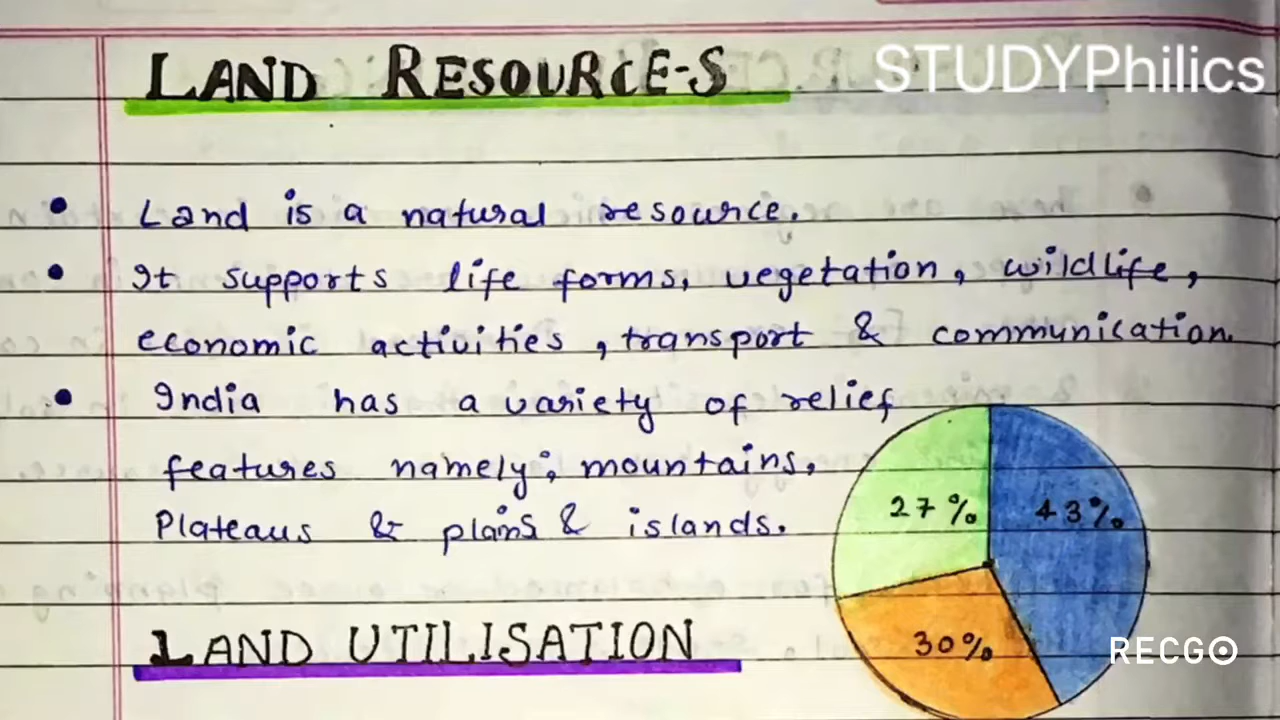 LAND RESOURCE-S
STUDYPhilics
• Land is a natural resource.
• It supports life forms, vegetation, wildlife,
economic activities, transport & communication.
• India has a variety of relief
features namely; mountains,
Plateaus & plains & islands.
27%
43%
30%
LAND UTILISATION
RECGO